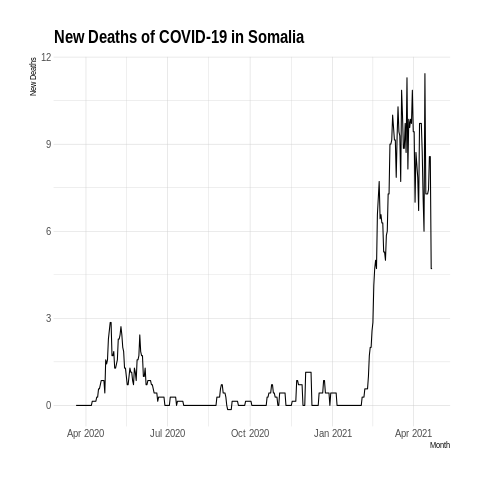 New Deaths of COVID-19 in Somalia
New Deaths
12
9
6
3
0
Apr 2020 Jul 2020 Oct 2020 Jan 2021 Apr 2021
Month